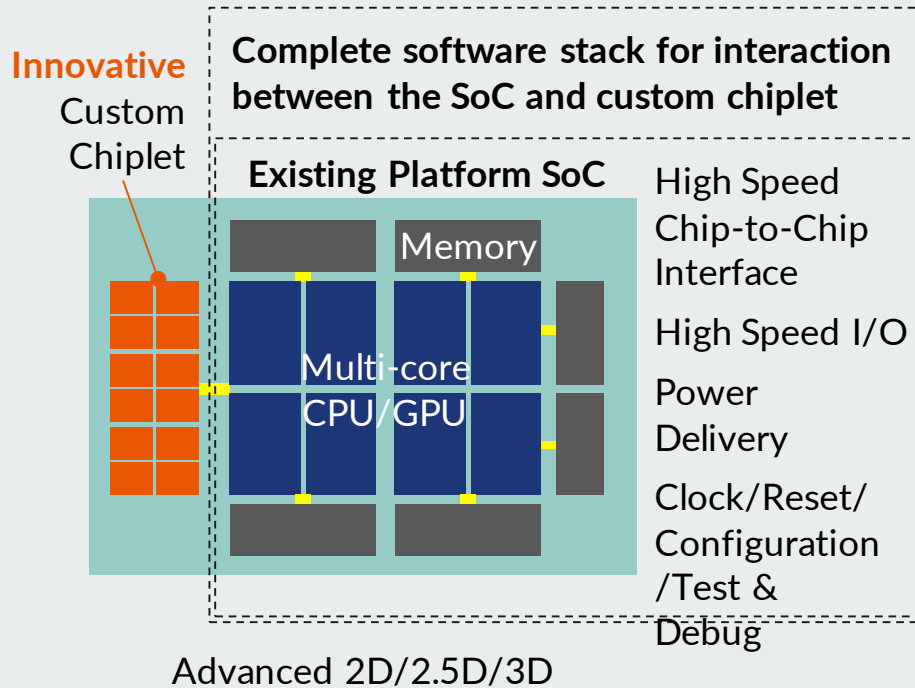 Innovative
Custom
Chiplet
Complete software stack for interaction
between the SoC and custom chiplet
Existing Platform SoC
Memory
Multi-core
CPU/GPU
High Speed
Chip-to-Chip
Interface
High Speed I/O
Power
Delivery
Clock/Reset/
Configuration
/Test &
Debug
Advanced 2D/2.5D/3D